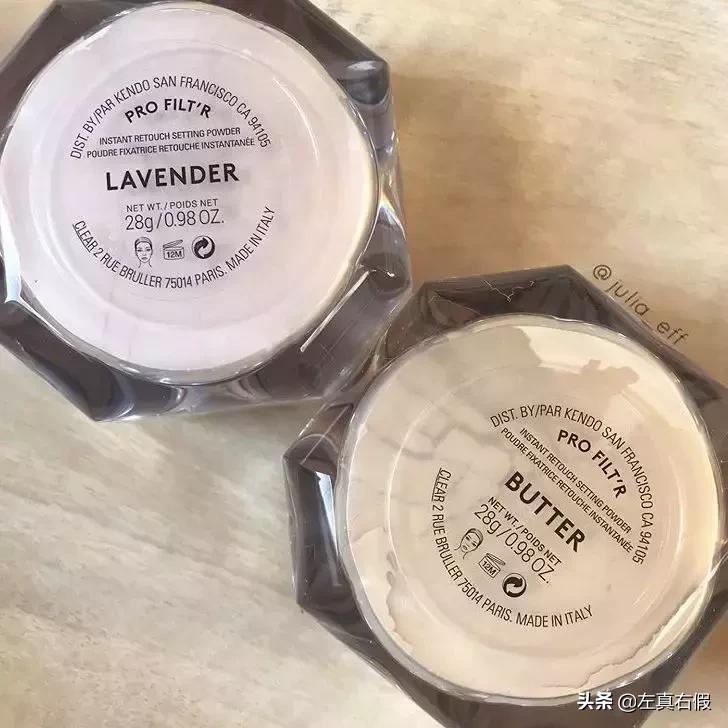 DIST. BY/PAR KENDO SAN FRANCISCO CA 94105
PRO FILT'R
INSTANT RETOUCH SETTING POWDER
POUDRE FIXATRICE RETOUCHE INSTANTANÉE
LAVENDER
NET WT./POIDS NET
28g/0.98 OZ.
12M
CLEAR 2 RUE BRULLER 75014 PARIS. MADE IN ITALY
@julia_eff
DIST. BY/PAR KENDO SAN FRANCISCO CA 94105
PRO FILT'R
INSTANT RETOUCH SETTING POWDER
POUDRE FIXATRICE RETOUCHE INSTANTANÉE
BUTTER
NET WT./POIDS NET
28g/0.98 OZ.
12M
CLEAR 2 RUE BRULLER 75014 PARIS. MADE IN ITALY
头条 @左真右假